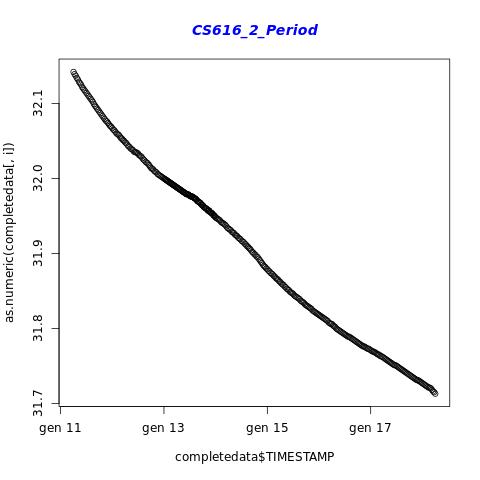 CS616_2_Period
as.numeric(completedata[, i])
32.1
32.0
31.9
31.8
31.7
gen 11 gen 13 gen 15 gen 17
completedata$TIMESTAMP